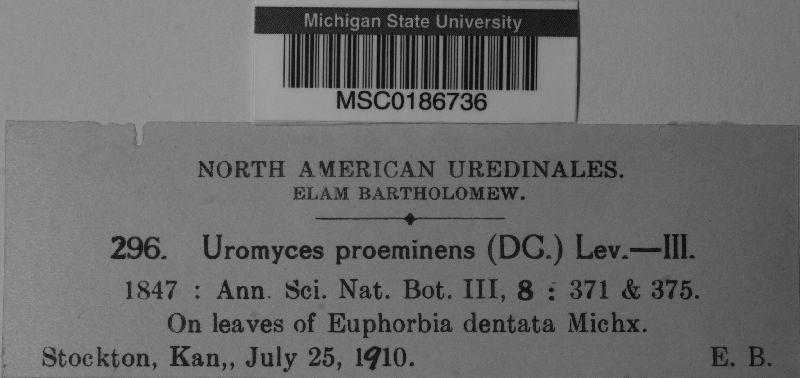 Michigan State University
MSC0186736
NORTH AMERICAN UREDINALES.
ELAM BARTHOLOMEW.
296. Uromyces proeminens (DC.) Lev.—III.
1847 : Ann. Sci. Nat. Bot. III, 8 : 371 & 375.
On leaves of Euphorbia dentata Michx.
Stockton, Kan,, July 25, 1910. E. B.